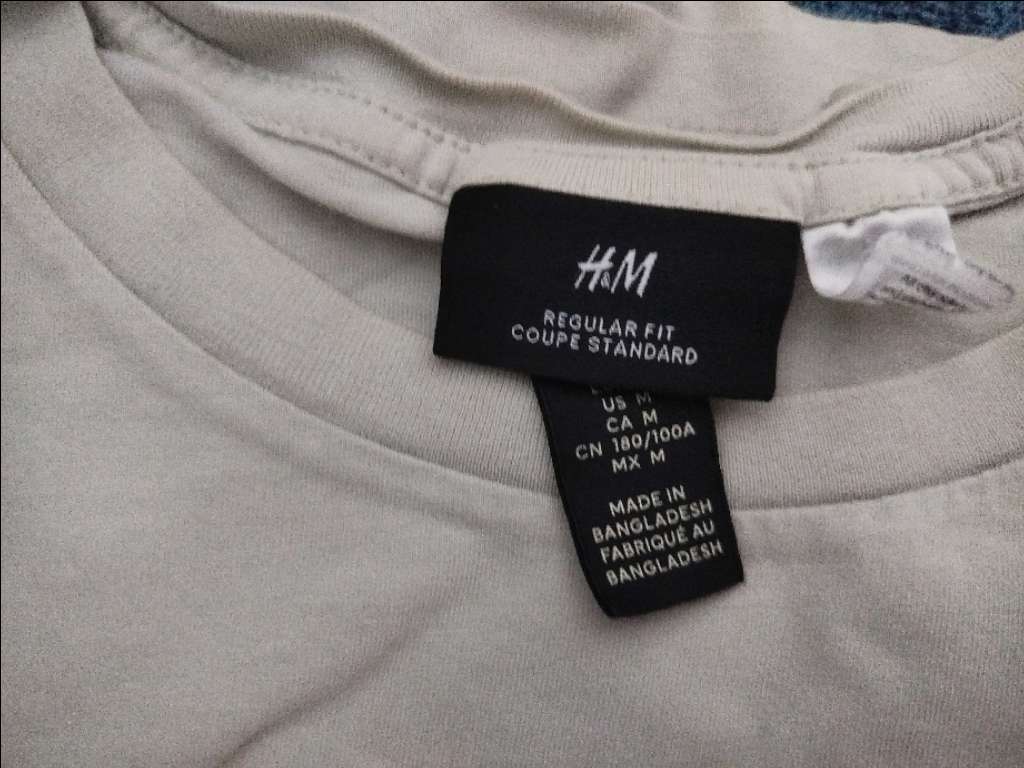 H&M
REGULAR FIT
COUPE STANDARD
US M
CA M
CN 180/100A
MX M
MADE IN
BANGLADESH
FABRIQUÉ AU
BANGLADESH